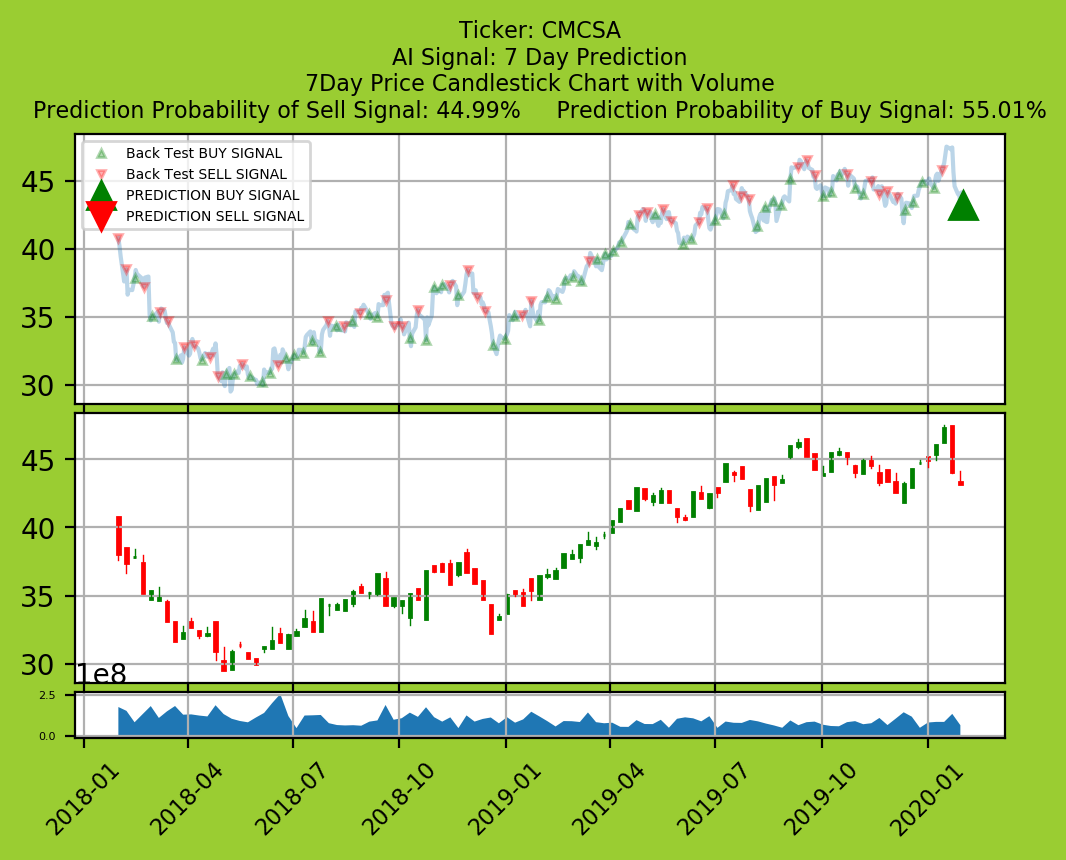 Ticker: CMCSA
AI Signal: 7 Day Prediction
7Day Price Candlestick Chart with Volume
Prediction Probability of Sell Signal: 44.99% Prediction Probability of Buy Signal: 55.01%
Back Test BUY SIGNAL
Back Test SELL SIGNAL
PREDICTION BUY SIGNAL
PREDICTION SELL SIGNAL
45
40
35
30
45
40
35
30
1e8
2.5
0.0
2018-01
2018-04
2018-07
2018-10
2019-01
2019-04
2019-07
2019-10
2020-01